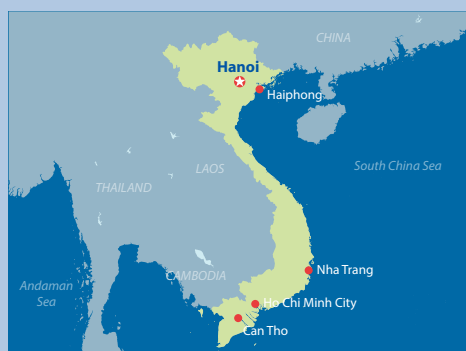 CHINA
Hanoi
Haiphong
LAOS
South China Sea
THAILAND
Nha Trang
CAMBODIA
Andaman
Sea
Ho Chi Minh City
Can Tho